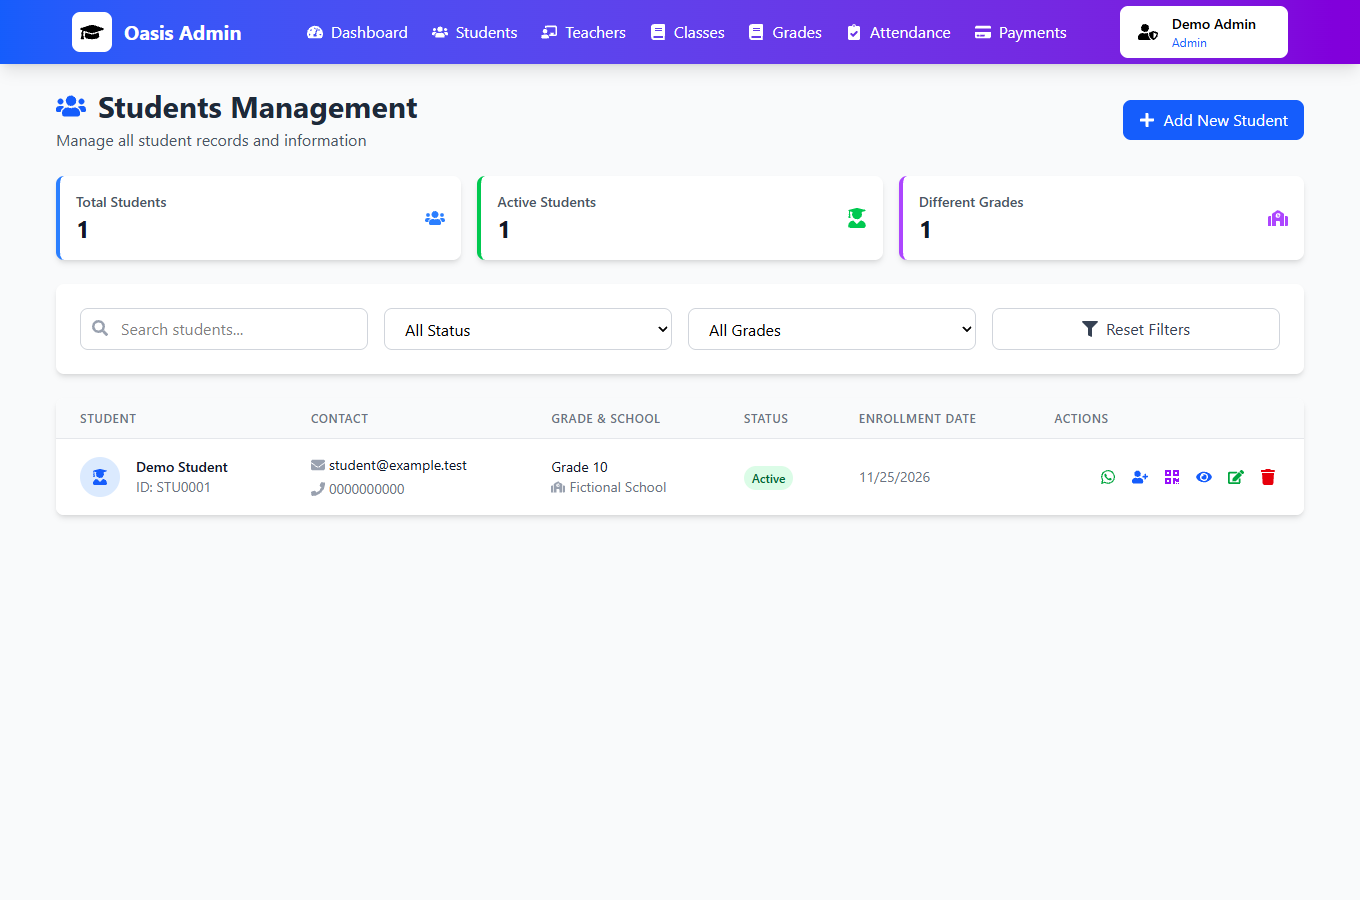 Oasis Admin
Dashboard
Students
Teachers
Classes
Grades
Attendance
Payments
Demo Admin
Admin
Students Management
Manage all student records and information
Add New Student
Total Students
1
Active Students
1
Different Grades
1
Search students...
All Status
All Grades
Reset Filters
STUDENT CONTACT GRADE & SCHOOL STATUS ENROLLMENT DATE ACTIONS
Demo Student
ID: STU0001
student@example.test
0000000000
Grade 10
Fictional School
Active
11/25/2026